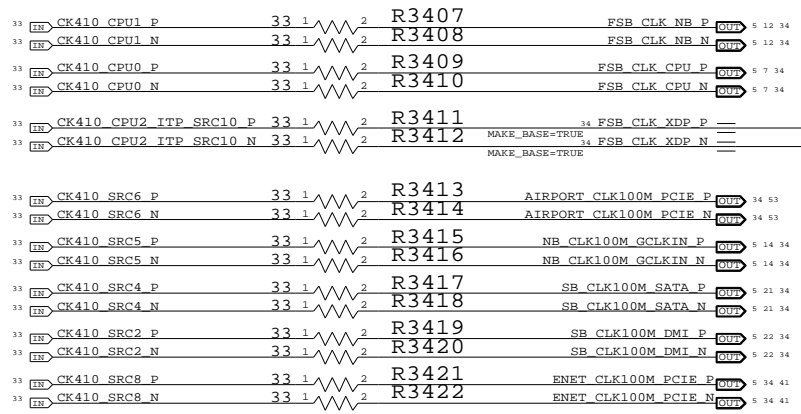 33 IN CK410_CPU1_P 33 1 2 R3407 FSB_CLK_NB_P OUT 5 12 34
33 IN CK410_CPU1_N 33 1 2 R3408 FSB_CLK_NB_N OUT 5 12 34
33 IN CK410_CPU0_P 33 1 2 R3409 FSB_CLK_CPU_P OUT 5 7 34
33 IN CK410_CPU0_N 33 1 2 R3410 FSB_CLK_CPU_N OUT 5 7 34
33 IN CK410_CPU2_ITP_SRC10_P 33 1 2 R3411 34 FSB_CLK_XDP_P
MAKE_BASE=TRUE
33 IN CK410_CPU2_ITP_SRC10_N 33 1 2 R3412 34 FSB_CLK_XDP_N
MAKE_BASE=TRUE
33 IN CK410_SRC6_P 33 1 2 R3413 AIRPORT_CLK100M_PCIE_P OUT 34 53
33 IN CK410_SRC6_N 33 1 2 R3414 AIRPORT_CLK100M_PCIE_N OUT 34 53
33 IN CK410_SRC5_P 33 1 2 R3415 NB_CLK100M_GCLKIN_P OUT 5 14 34
33 IN CK410_SRC5_N 33 1 2 R3416 NB_CLK100M_GCLKIN_N OUT 5 14 34
33 IN CK410_SRC4_P 33 1 2 R3417 SB_CLK100M_SATA_P OUT 5 21 34
33 IN CK410_SRC4_N 33 1 2 R3418 SB_CLK100M_SATA_N OUT 5 21 34
33 IN CK410_SRC2_P 33 1 2 R3419 SB_CLK100M_DMI_P OUT 5 22 34
33 IN CK410_SRC2_N 33 1 2 R3420 SB_CLK100M_DMI_N OUT 5 22 34
33 IN CK410_SRC8_P 33 1 2 R3421 ENET_CLK100M_PCIE_P OUT 5 34 41
33 IN CK410_SRC8_N 33 1 2 R3422 ENET_CLK100M_PCIE_N OUT 5 34 41